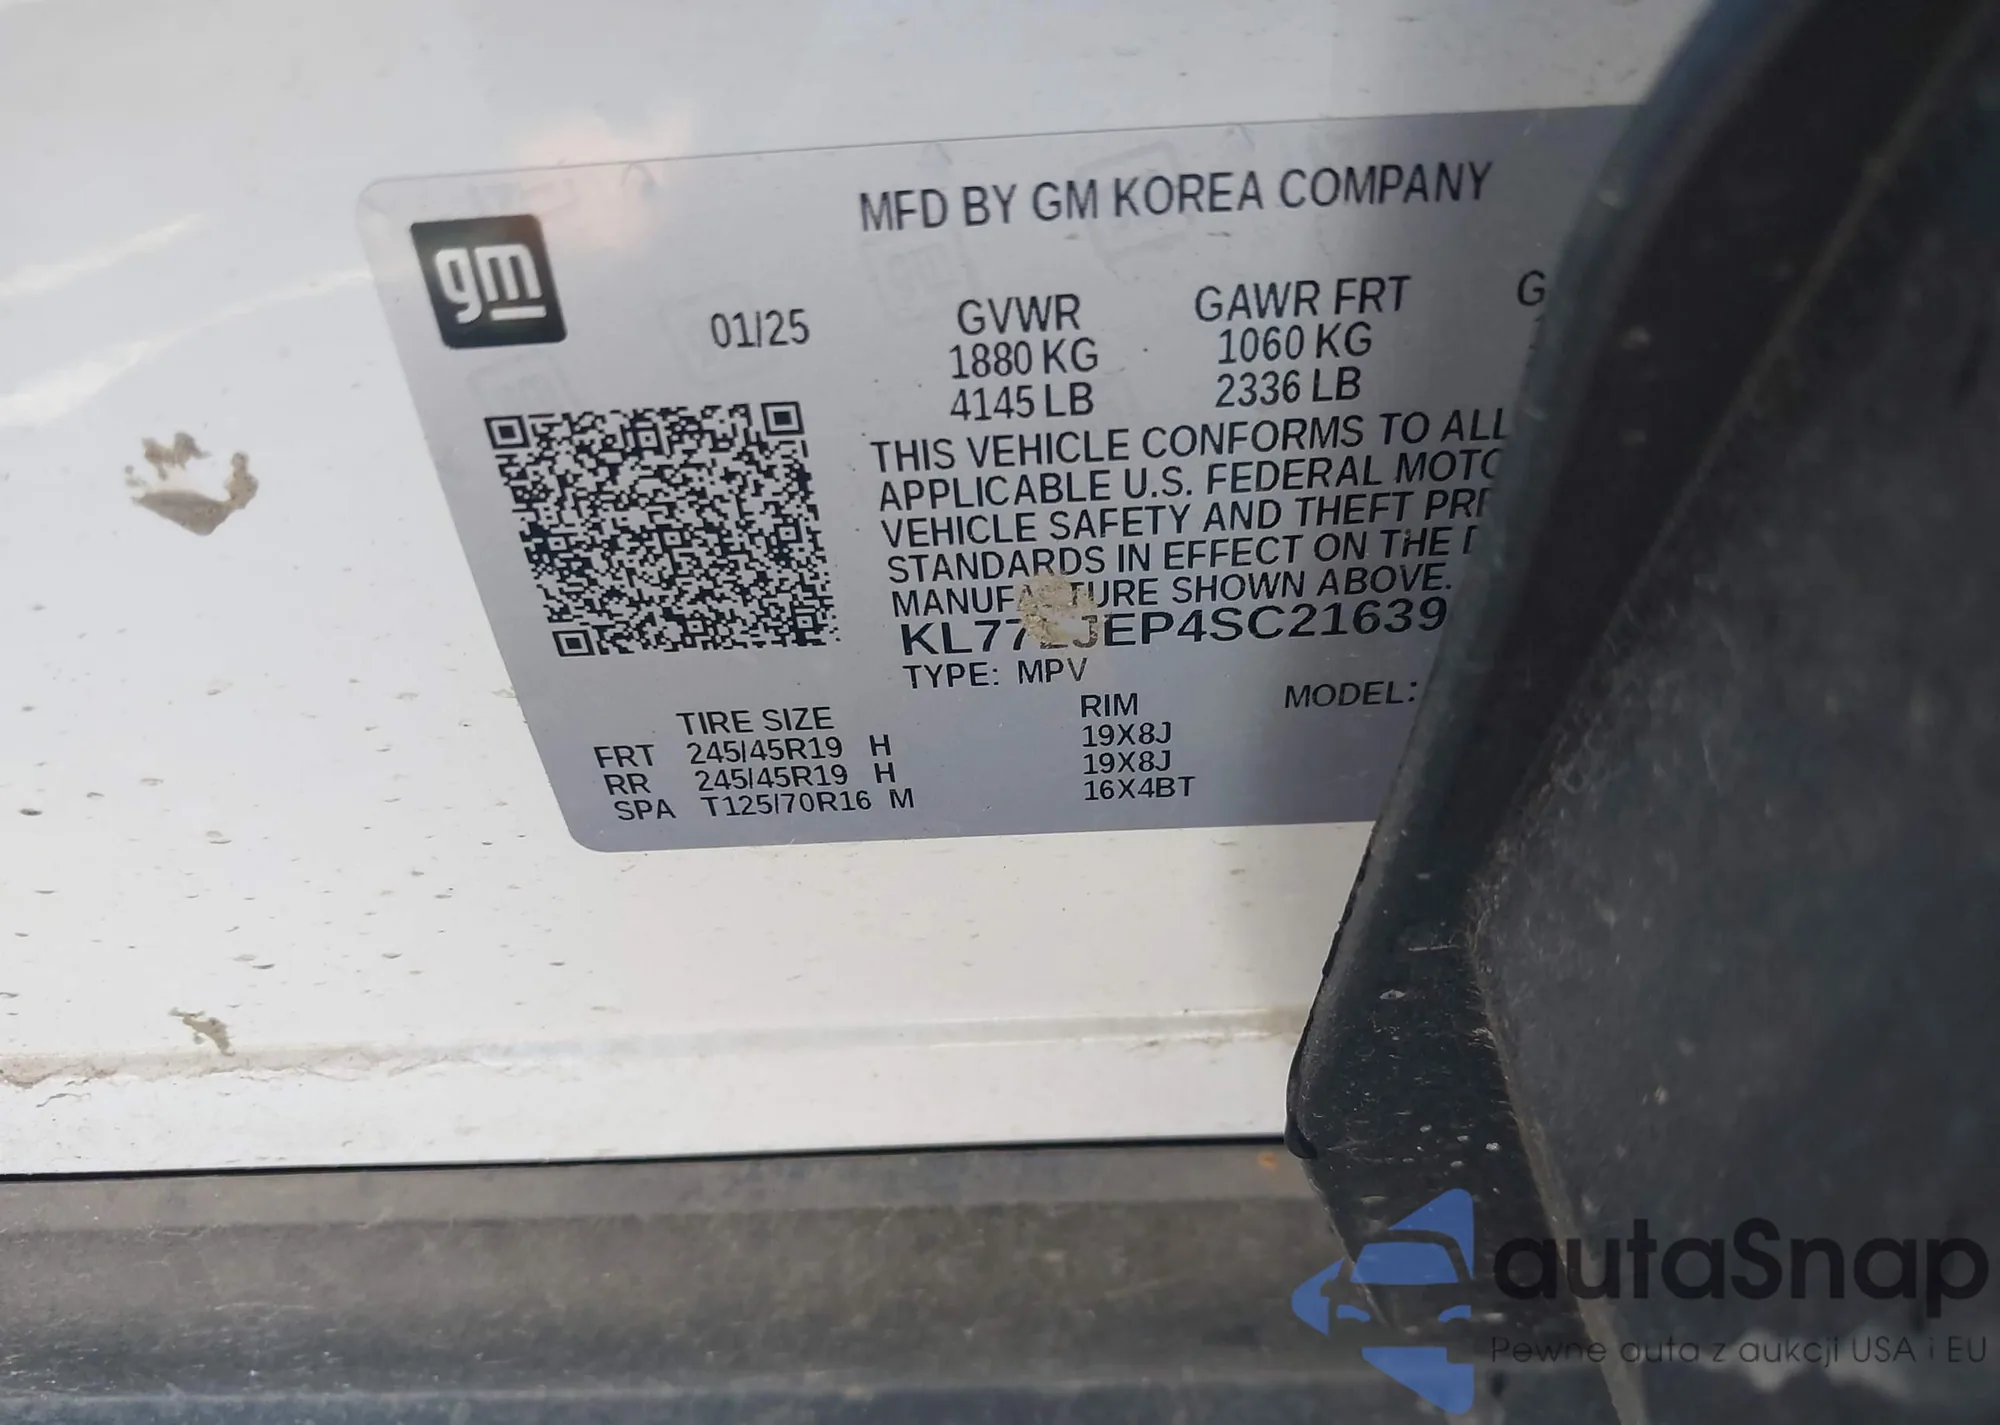 MFD BY GM KOREA COMPANY
gm
01/25 GVWR GAWR FRT G
1880 KG 1060 KG
4145 LB 2336 LB
THIS VEHICLE CONFORMS TO ALL
APPLICABLE U.S. FEDERAL
VEHICLE SAFETY AND THEFT
STANDARDS IN EFFECT ON THE
MANUFACTURE SHOWN ABOVE.
TYPE: MPV MODEL:
TIRE SIZE RIM
FRT 245/45R19 H 19X8J
RR 245/45R19 H 19X8J
SPA T125/70R16 M 16X4BT
autaSnap
Pewne auta z aukcji USA i EU